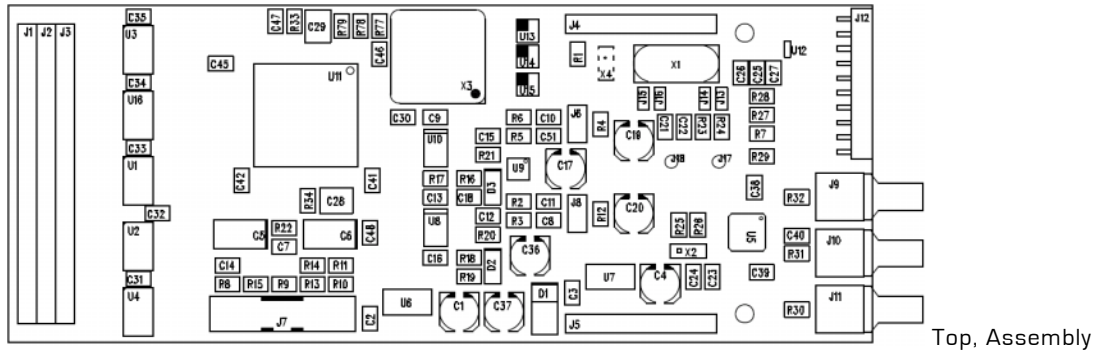 J1 J2 J3
C35
U3
C34
U16
C33
U1
C32
U2
C31
U4
C45
C47 R33 C29 R79 R78 R77
C46
U11
X3
C42
C41
R34 C28
C5 R22 C6 C48
C7
C14 R14 R11
R8 R15 R9 R13 R10
J7
C2
U6
C30 C9
U10
R17 R16
C13 C18
U8
C16 R18
R19
C15
R21
D3
C12
R20
D2
C1 C37
C36
D1
C3
U13
U14
U15
J4
R1
X4
X1
R6 C10
R5 C51
J6
R4
U9
C17
C19
R2 C11
R3 C8
J8
R12
C20
U7
C4
J5
J15 J16 J14 J13
C21 C22 R23 R24
J18 J17
R25 R26
X2
C24 C23
U12
C26 C25 C27
R28
R27
R7
R29
C38
U5
C39
J12
R32
J9
C40
R31
J10
R30
J11
Top, Assembly